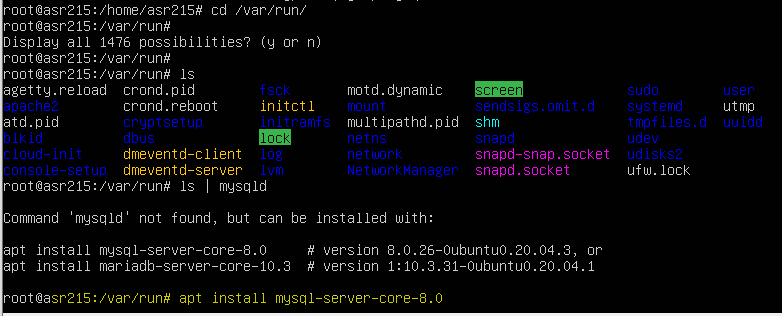 root@asr215:/home/asr215# cd /var/run/
root@asr215:/var/run#
Display all 1476 possibilities? (y or n)
root@asr215:/var/run#
root@asr215:/var/run# ls
agetty.reload crond.pid fsck motd.dynamic screen sudo user
apache2 crond.reboot initctl mount sendsigs.omit.d systemd utmp
atd.pid cryptsetup initramfs multipathd.pid shm tmpfiles.d uuidd
blkid dbus lock netns snapd udev
cloud-init dmeventd-client log network snapd-snap.socket udisks2
console-setup dmeventd-server lvm NetworkManager snapd.socket ufw.lock
root@asr215:/var/run# ls | mysqld
Command 'mysqld' not found, but can be installed with:
apt install mysql-server-core-8.0 # version 8.0.26-0ubuntu0.20.04.3, or
apt install mariadb-server-core-10.3 # version 1:10.3.31-0ubuntu0.20.04.1
root@asr215:/var/run# apt install mysql-server-core-8.0